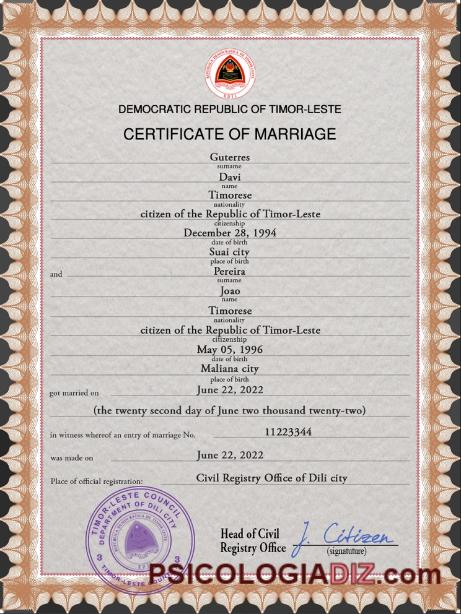 DEMOCRATIC REPUBLIC OF TIMOR-LESTE
CERTIFICATE OF MARRIAGE
Guterres
surname
Davi
name
Timorese
nationality
citizen of the Republic of Timor-Leste
citizenship
December 28, 1994
date of birth
Suai city
place of birth
and
Pereira
surname
Joao
name
Timorese
nationality
citizen of the Republic of Timor-Leste
citizenship
May 05, 1996
date of birth
Maliana city
place of birth
got married on June 22, 2022
(the twenty second day of June two thousand twenty-two)
in witness whereof an entry of marriage No. 11223344
was made on June 22, 2022
Place of official registration: Civil Registry Office of Dili city
TIMOR-LESTE COUNCIL
DEPARTMENT OF DILI CITY
3 3
Head of Civil
Registry Office
J. Citizen
(signatuture)
PSICOLOGIADIZ.com